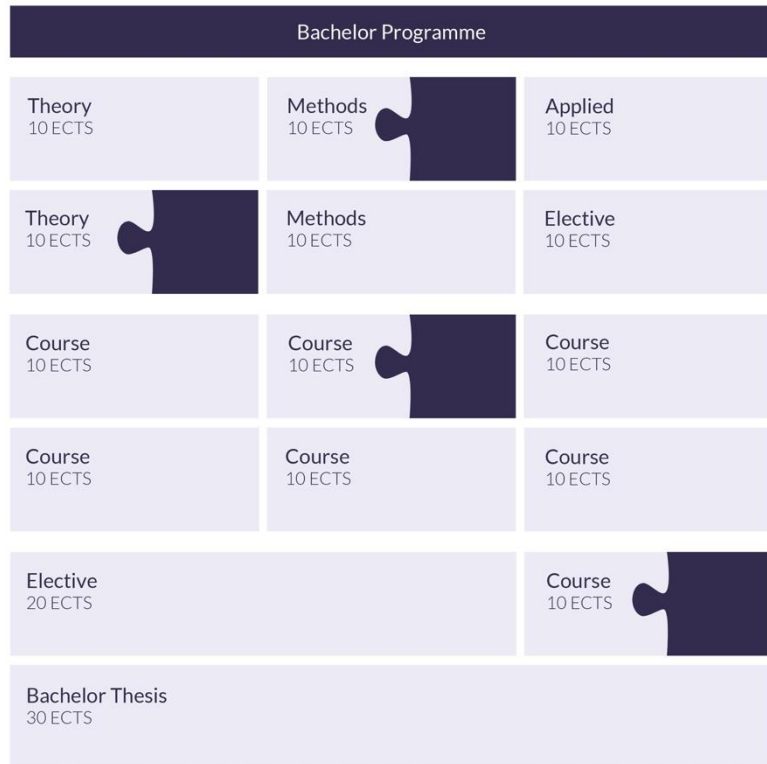 Bachelor Programme
Theory
10 ECTS
Methods
10 ECTS
Applied
10 ECTS
Theory
10 ECTS
Methods
10 ECTS
Elective
10 ECTS
Course
10 ECTS
Course
10 ECTS
Course
10 ECTS
Course
10 ECTS
Course
10 ECTS
Course
10 ECTS
Elective
20 ECTS
Course
10 ECTS
Bachelor Thesis
30 ECTS